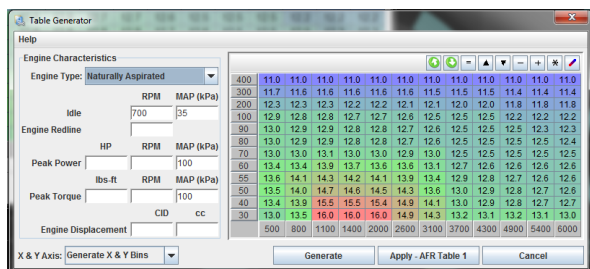 Table Generator
Help
Engine Characteristics
Engine Type: Naturally Aspirated
RPM MAP (kPa)
Idle 700 35
Engine Redline
HP RPM MAP (kPa)
Peak Power 100
lbs-ft RPM MAP (kPa)
Peak Torque 100
CID cc
Engine Displacement
X & Y Axis: Generate X & Y Bins
= ▲ ▼ − + *
400 11.0 11.0 11.0 11.0 11.0 11.0 11.0 11.0 11.0 11.0 11.0 11.0
300 11.7 11.6 11.6 11.6 11.6 11.6 11.5 11.5 11.5 11.4 11.4 11.4
200 12.3 12.3 12.3 12.2 12.2 12.1 12.1 12.0 12.0 11.8 11.8 11.8
100 12.9 12.8 12.8 12.8 12.7 12.6 12.5 12.5 12.5
90 13.0 12.9 12.9 12.8 12.7 12.6 12.5 12.5 12.5 12.5 12.3 12.3
80 13.0 12.9 12.9 12.8 12.8 12.7 12.6 12.5 12.5 12.5 12.2 12.4
70 13.0 13.0 13.1 13.0 13.0 12.9 13.0 12.5 12.5 12.5 12.5 12.5
60 13.4 13.4 13.9 13.7 13.6 13.6 13.1 12.7 12.6 12.6 12.6 12.6
55 13.6 14.1 14.3 14.2 14.1 13.9 13.4 12.9 12.8 12.7 12.6 12.6
50 13.5 14.0 14.7 14.6 14.5 14.3 13.6 13.0 12.9 12.8 12.7 12.6
40 13.4 13.9 15.5 15.5 15.4 14.9 14.1 13.0 12.9 12.8 12.7 12.6
30 13.0 13.5 16.0 16.0 16.0 14.9 14.3 13.2 13.1 13.2 13.1 13.0
500 800 1100 1400 2000 2600 3100 3700 4300 4900 5400 6000
Generate Apply - AFR Table 1 Cancel